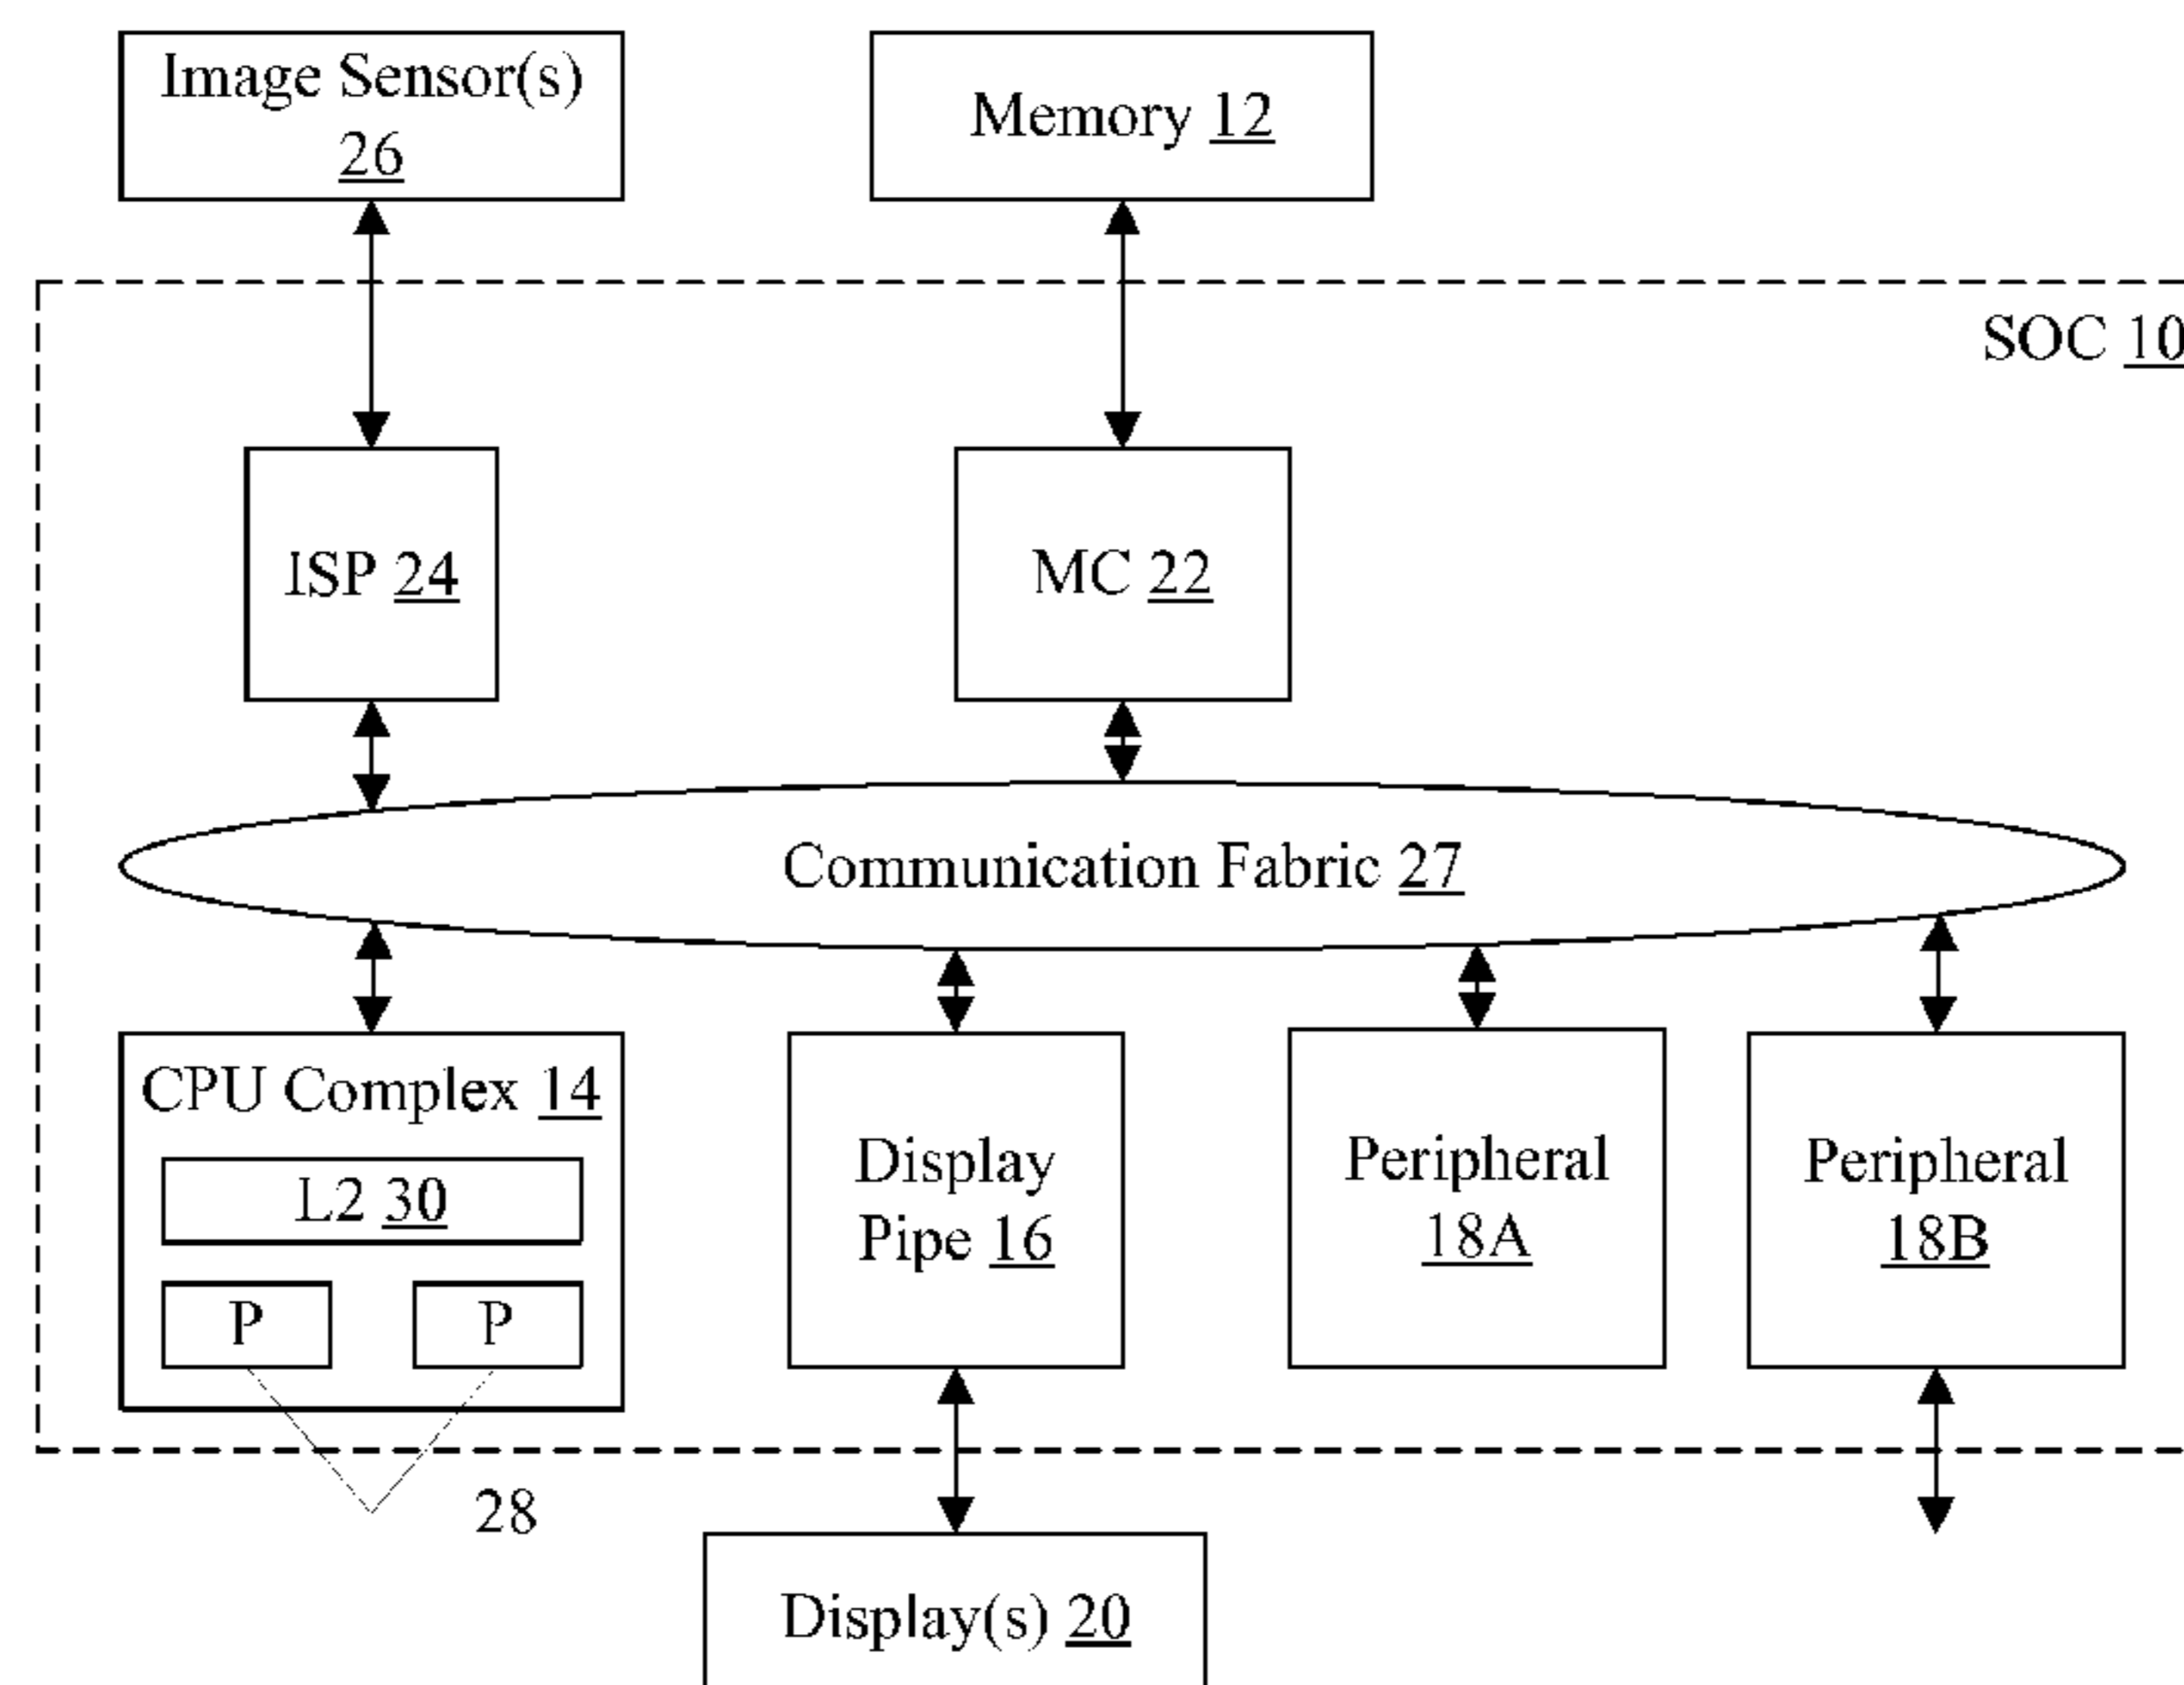 Image Sensor(s)
26
Memory 12
SOC 10
ISP 24
MC 22
Communication Fabric 27
CPU Complex 14
L2 30
P
P
Display
Pipe 16
Peripheral
18A
Peripheral
18B
28
Display(s) 20